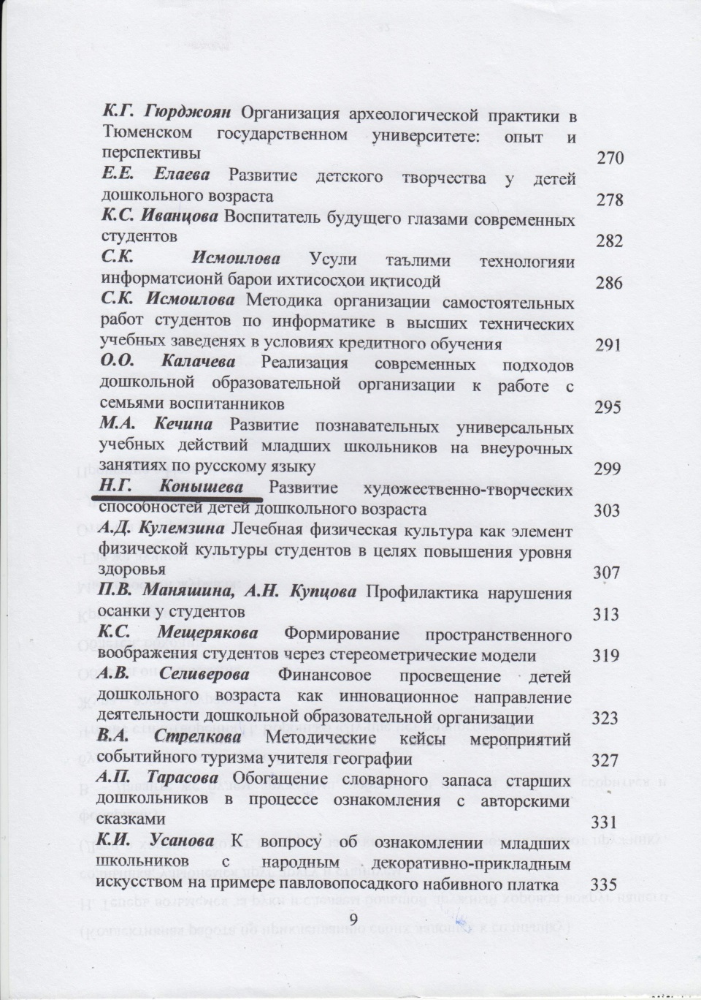 К.Г. Гюрджоян Организация археологической практики в
Тюменском государственном университете: опыт и
перспективы 270
Е.Е. Елаева Развитие детского творчества у детей
дошкольного возраста 278
К.С. Иванцова Воспитатель будущего глазами современных
студентов 282
С.К. Исмоилова Усули таълими технологияи
информатсионй барои ихтисосҳои иқтисодй 286
С.К. Исмоилова Методика организации самостоятельных
работ студентов по информатике в высших технических
учебных заведенях в условиях кредитного обучения 291
О.О. Калачева Реализация современных подходов
дошкольной образовательной организации к работе с
семьями воспитанников 295
М.А. Кечина Развитие познавательных универсальных
учебных действий младших школьников на внеурочных
занятиях по русскому языку 299
Н.Г. Конышева Развитие художественно-творческих
способностей детей дошкольного возраста 303
А.Д. Кулемзина Лечебная физическая культура как элемент
физической культуры студентов в целях повышения уровня
здоровья 307
П.В. Маняшина, А.Н. Купцова Профилактика нарушения
осанки у студентов 313
К.С. Мещерякова Формирование пространственного
воображения студентов через стереометрические модели 319
А.В. Селиверова Финансовое просвещение детей
дошкольного возраста как инновационное направление
деятельности дошкольной образовательной организации 323
В.А. Стрелкова Методические кейсы мероприятий
событийного туризма учителя географии 327
А.П. Тарасова Обогащение словарного запаса старших
дошкольников в процессе ознакомления с авторскими
сказками 331
К.И. Усанова К вопросу об ознакомлении младших
школьников с народным декоративно-прикладным
искусством на примере павловопосадкого набивного платка 335
9